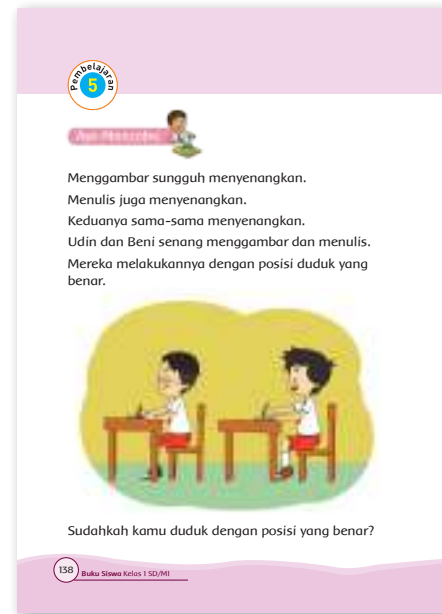 Pembelajaran
5
Ayo Mencoba
Menggambar sungguh menyenangkan.
Menulis juga menyenangkan.
Keduanya sama-sama menyenangkan.
Udin dan Beni senang menggambar dan menulis.
Mereka melakukannya dengan posisi duduk yang
benar.
Sudahkah kamu duduk dengan posisi yang benar?
138 Buku Siswa Kelas 1 SD/MI